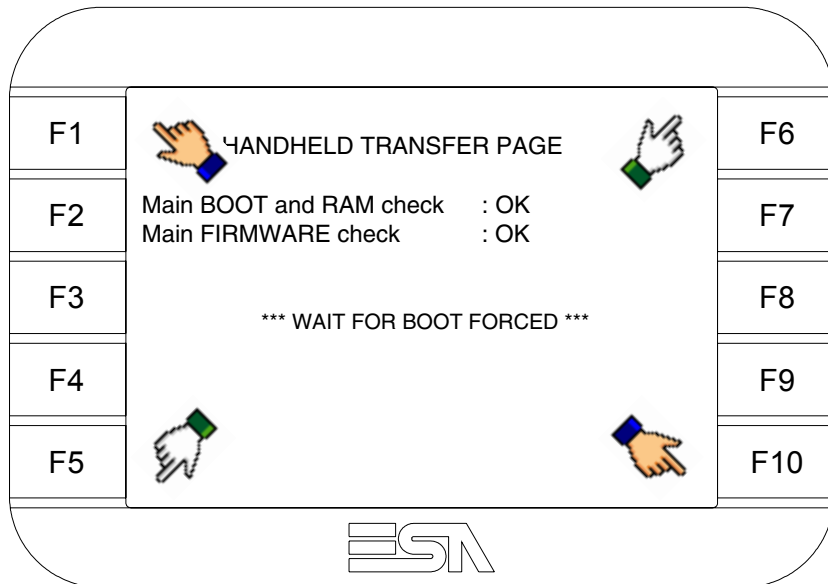 F1
HANDHELD TRANSFER PAGE
F6
F2
Main BOOT and RAM check : OK
F7
Main FIRMWARE check : OK
F3
*** WAIT FOR BOOT FORCED ***
F8
F4
F9
F5
F10
ESA